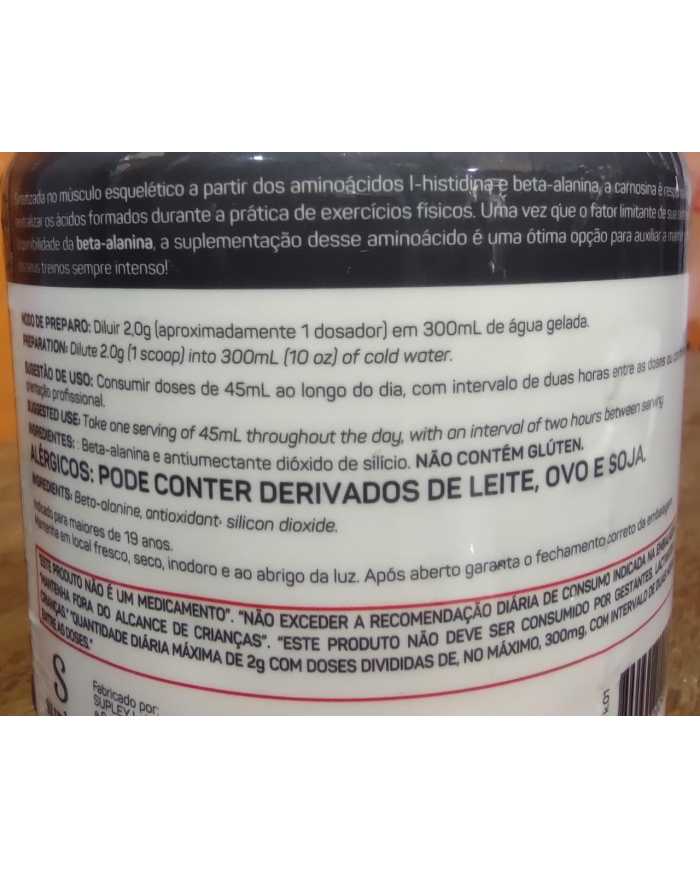 no músculo esquelético a partir dos aminoácidos l-histidina e beta-alanina, a carnosina é
os ácidos formados durante a prática de exercícios físicos. Uma vez que o fator limitante de sua
da beta-alanina, a suplementação desse aminoácido é uma ótima opção para auxiliar a
seus treinos sempre intenso!
MODO DE PREPARO: Diluir 2,0g (aproximadamente 1 dosador) em 300mL de água gelada.
PREPARATION: Dilute 2.0g (1 scoop) into 300mL (10 oz) of cold water.
SUGESTÃO DE USO: Consumir doses de 45mL ao longo do dia, com intervalo de duas horas entre as doses ou
orientação profissional.
SUGGESTED USE: Take one serving of 45mL throughout the day, with an interval of two hours between serving
INGREDIENTES: Beta-alanina e antiumectante dióxido de silício. NÃO CONTÉM GLÚTEN.
ALÉRGICOS: PODE CONTER DERIVADOS DE LEITE, OVO E SOJA.
INGREDIENTS: Beta-alanine, antioxidant: silicon dioxide.
Indicado para maiores de 19 anos.
Mantenha em local fresco, seco, inodoro e ao abrigo da luz. Após aberto garanta o fechamento correto da embalagem.
"ESTE PRODUTO NÃO É UM MEDICAMENTO". "NÃO EXCEDER A RECOMENDAÇÃO DIÁRIA DE CONSUMO INDICADA NA
"MANTENHA FORA DO ALCANCE DE CRIANÇAS". "ESTE PRODUTO NÃO DEVE SER CONSUMIDO POR GESTANTES,
CRIANÇAS." "QUANTIDADE DIÁRIA MÁXIMA DE 2g COM DOSES DIVIDIDAS DE, NO MÁXIMO, 300mg, COM INTERVALO DE
ENTRE AS DOSES."
S
Fabricado por:
SUPLEY